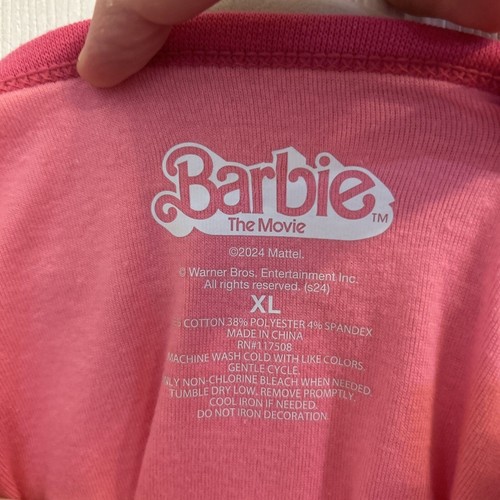 Barbie™
The Movie
©2024 Mattel.
© Warner Bros. Entertainment Inc.
All rights reserved. (s24)
XL
COTTON 38% POLYESTER 4% SPANDEX
MADE IN CHINA
RN#117508
MACHINE WASH COLD WITH LIKE COLORS.
GENTLE CYCLE.
NON-CHLORINE BLEACH WHEN NEEDED.
TUMBLE DRY LOW, REMOVE PROMPTLY.
COOL IRON IF NEEDED.
DO NOT IRON DECORATION.